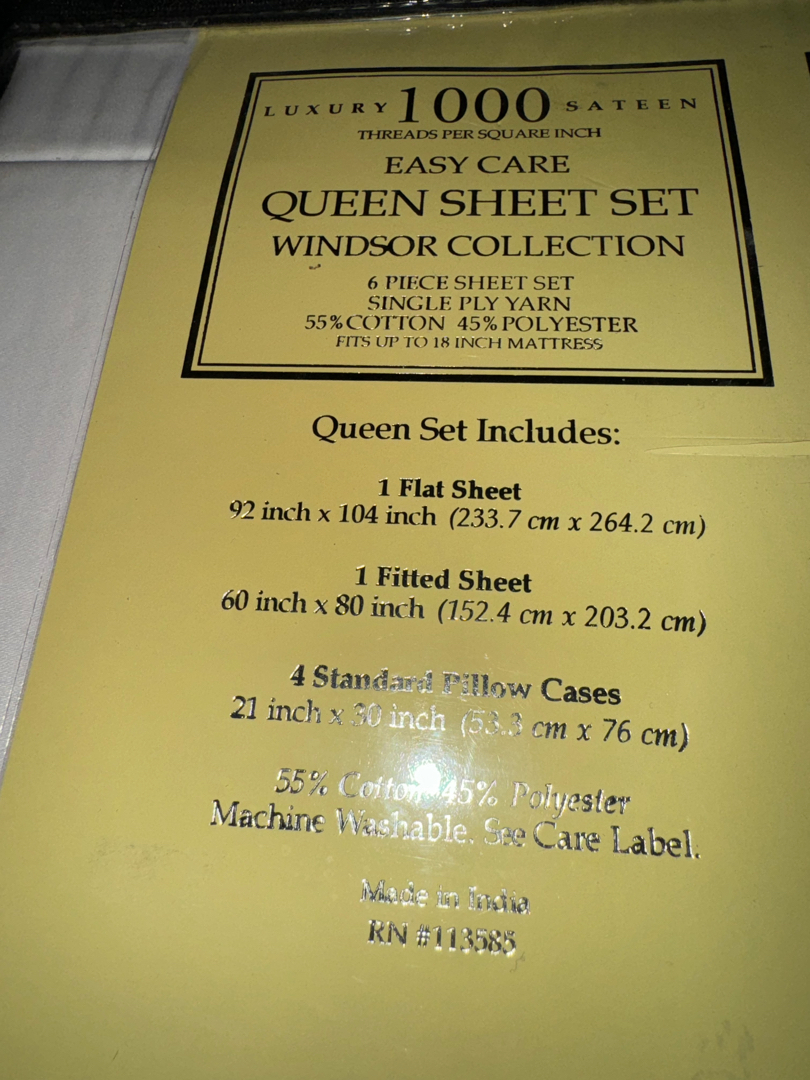 LUXURY 1000 SATEEN
THREADS PER SQUARE INCH
EASY CARE
QUEEN SHEET SET
WINDSOR COLLECTION
6 PIECE SHEET SET
SINGLE PLY YARN
55% COTTON 45% POLYESTER
FITS UP TO 18 INCH MATTRESS
Queen Set Includes:
1 Flat Sheet
92 inch x 104 inch (233.7 cm x 264.2 cm)
1 Fitted Sheet
60 inch x 80 inch (152.4 cm x 203.2 cm)
4 Standard Pillow Cases
21 inch x 30 inch (53.3 cm x 76 cm)
55% Cotton 45% Polyester
Machine Washable. See Care Label.
Made in India
RN #113585